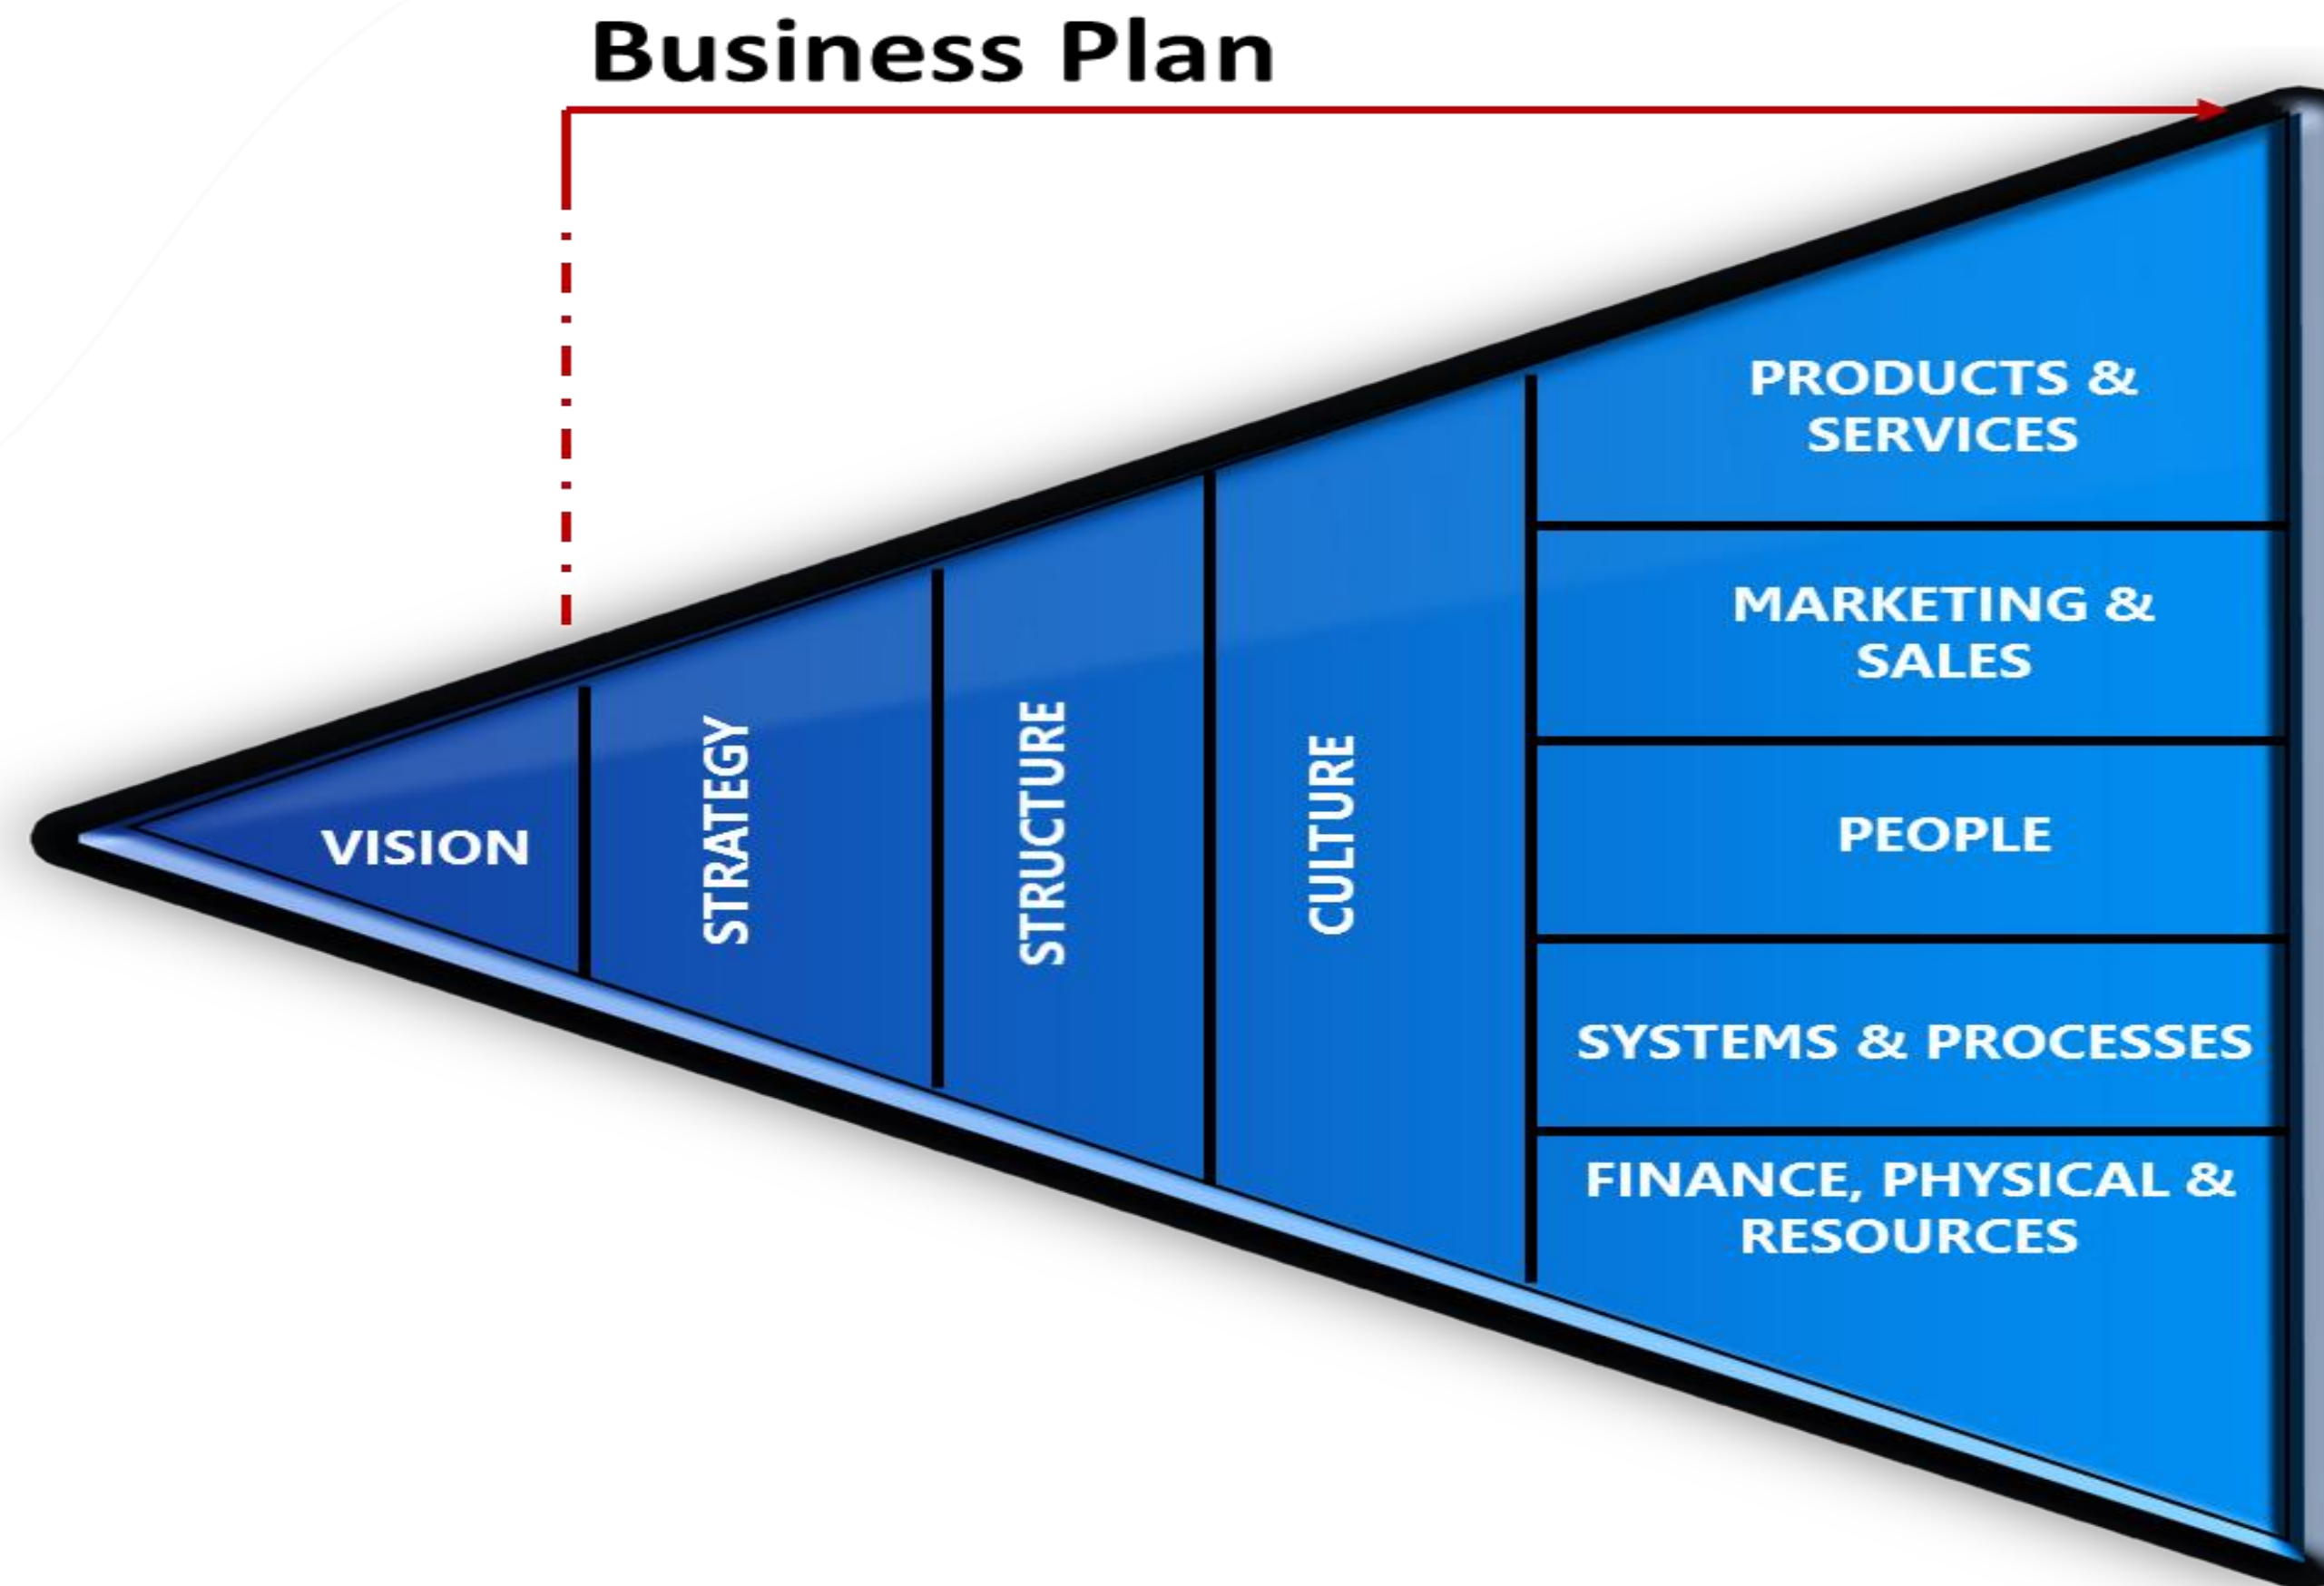 Business Plan
VISION
STRATEGY
STRUCTURE
CULTURE
PRODUCTS &
SERVICES
MARKETING &
SALES
PEOPLE
SYSTEMS & PROCESSES
FINANCE, PHYSICAL &
RESOURCES